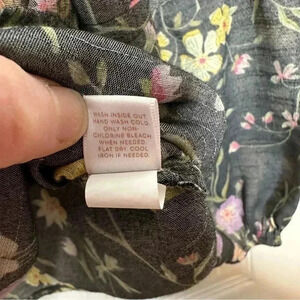 WASH INSIDE OUT.
HAND WASH COLD.
ONLY NON-
CHLORINE BLEACH
WHEN NEEDED.
FLAT DRY. COOL
IRON IF NEEDED.